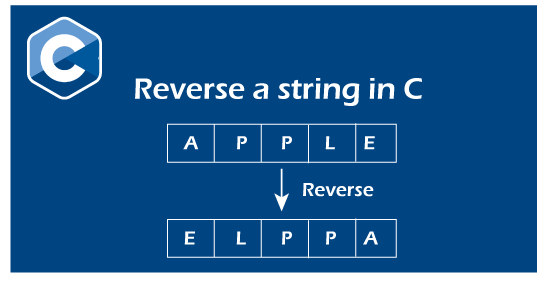 C
Reverse a string in C
A P P L E
Reverse
E L P P A